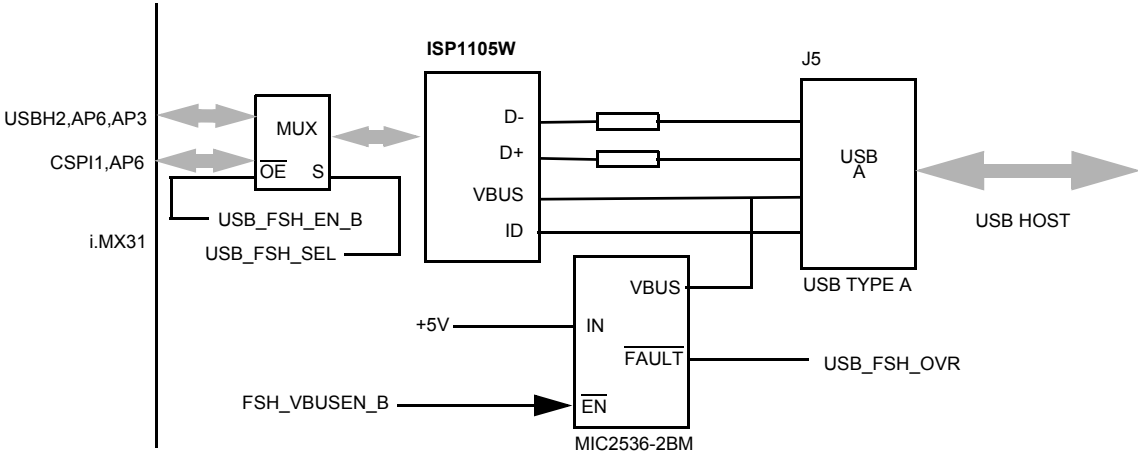 ISP1105W
J5
USBH2,AP6,AP3
MUX
D-
CSPI1,AP6
D+
USB
A
OE S
VBUS
USB_FSH_EN_B
USB HOST
i.MX31
ID
USB_FSH_SEL
USB TYPE A
VBUS
+5V
IN
FAULT
USB_FSH_OVR
FSH_VBUSEN_B
EN
MIC2536-2BM